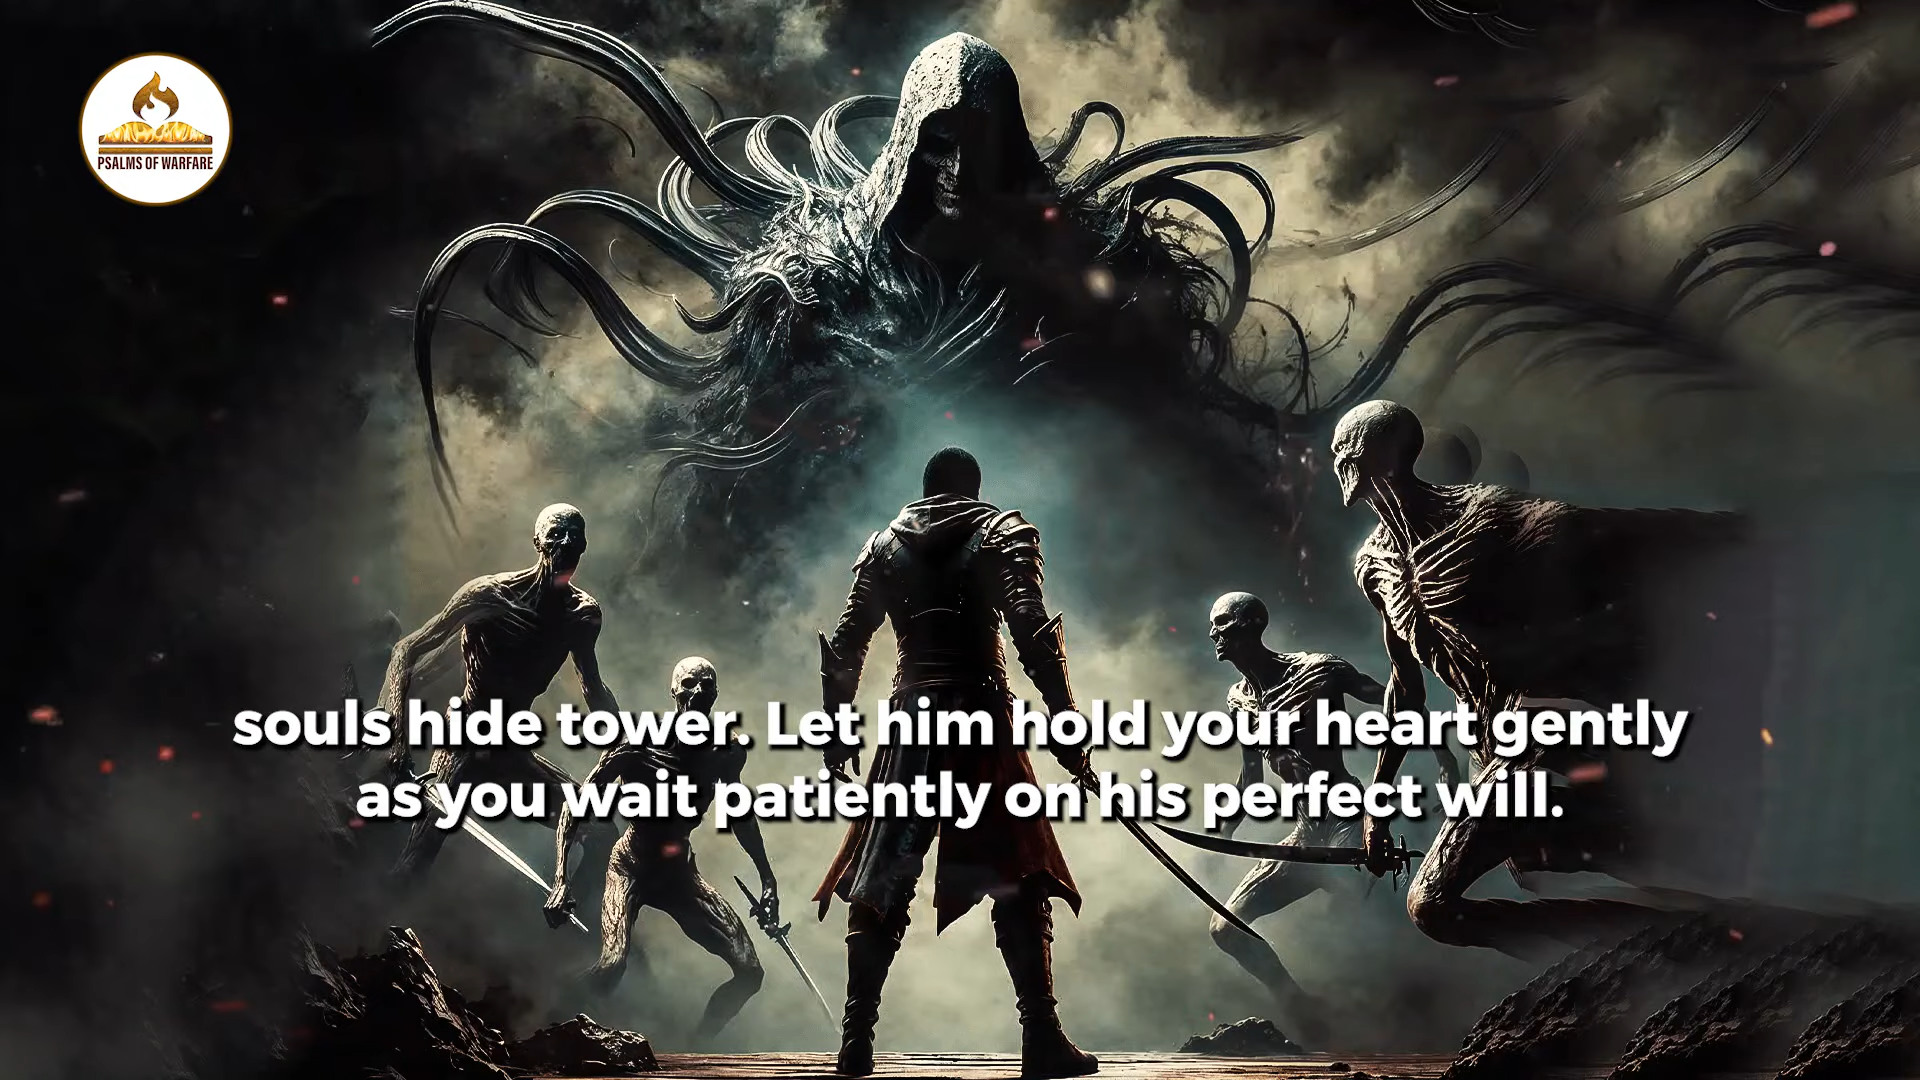 PSALMS OF WARFARE
souls hide tower. Let him hold your heart gently
as you wait patiently on his perfect will.